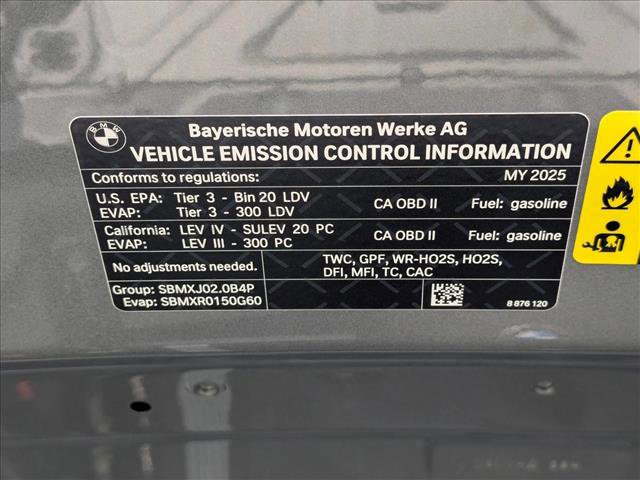 BMW
Bayerische Motoren Werke AG
VEHICLE EMISSION CONTROL INFORMATION
Conforms to regulations: MY 2025
U.S. EPA: Tier 3 - Bin 20 LDV CA OBD II Fuel: gasoline
EVAP: Tier 3 - 300 LDV
California: LEV IV - SULEV 20 PC CA OBD II Fuel: gasoline
EVAP: LEV III - 300 PC
No adjustments needed. TWC, GPF, WR-HO2S, HO2S,
DFI, MFI, TC, CAC
Group: SBMXJ02.0B4P
Evap: SBMXR0150G60
8 876 120